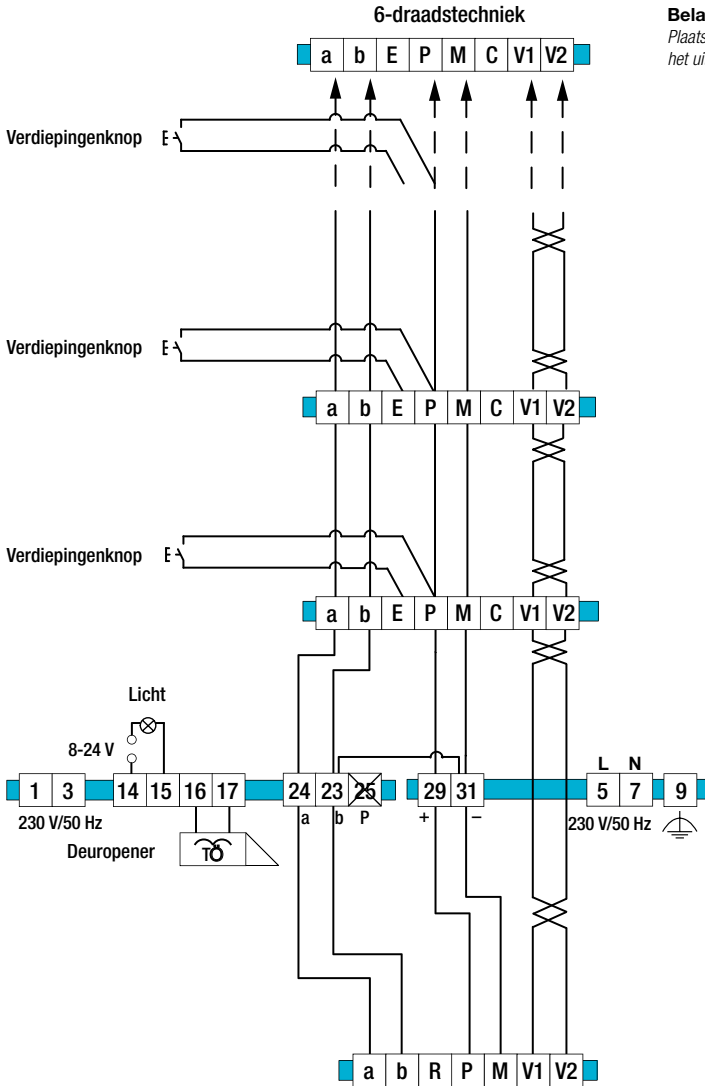 6-draadstechniek
Bela
Plaats
het ui
a b E P M C V1 V2
Verdiepingenknop
Verdiepingenknop
a b E P M C V1 V2
Verdiepingenknop
a b E P M C V1 V2
Licht
8-24 V
L N
1 3 14 15 16 17 24 23 25 29 31 5 7 9
a b P + –
230 V/50 Hz
230 V/50 Hz
Deuropener
TÖ
a b R P M V1 V2